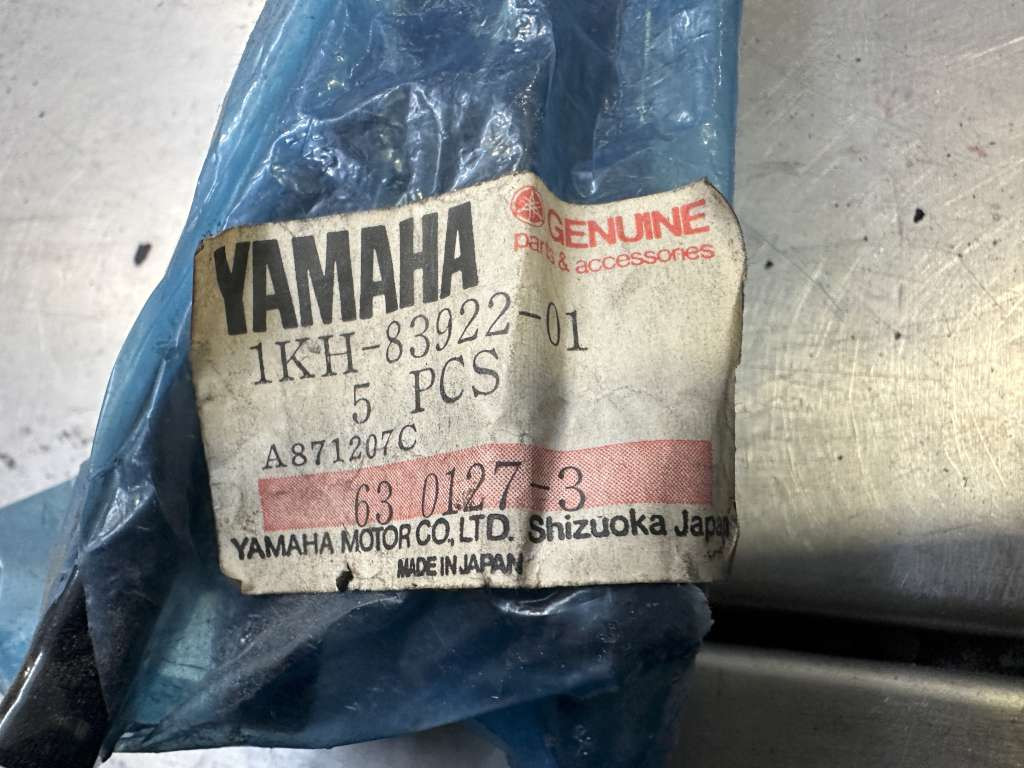 YAMAHA
GENUINE
parts & accessories
1KH-83922-01
5 PCS
A871207C
63 0127-3
YAMAHA MOTOR CO., LTD. Shizuoka Japan
MADE IN JAPAN